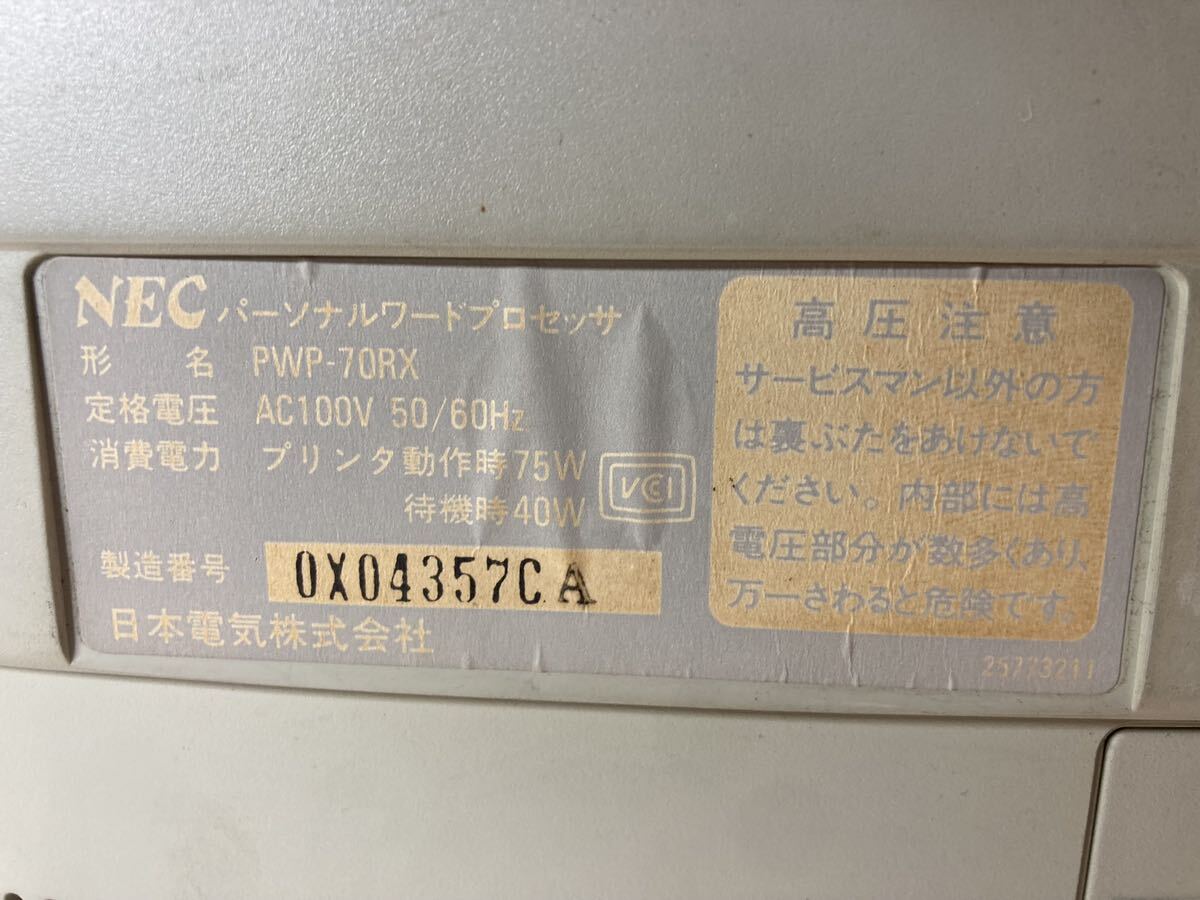 NEC パーソナルワードプロセッサ
形　名 PWP-70RX
定格電圧 AC100V 50/60Hz
消費電力 プリンタ動作時75W
待機時40W
VCCI
製造番号 0X04357CA
日本電気株式会社
高圧注意
サービスマン以外の方
は裏ぶたをあけないで
ください。内部には高
電圧部分が数多くあり、
万一さわると危険です。
25773211